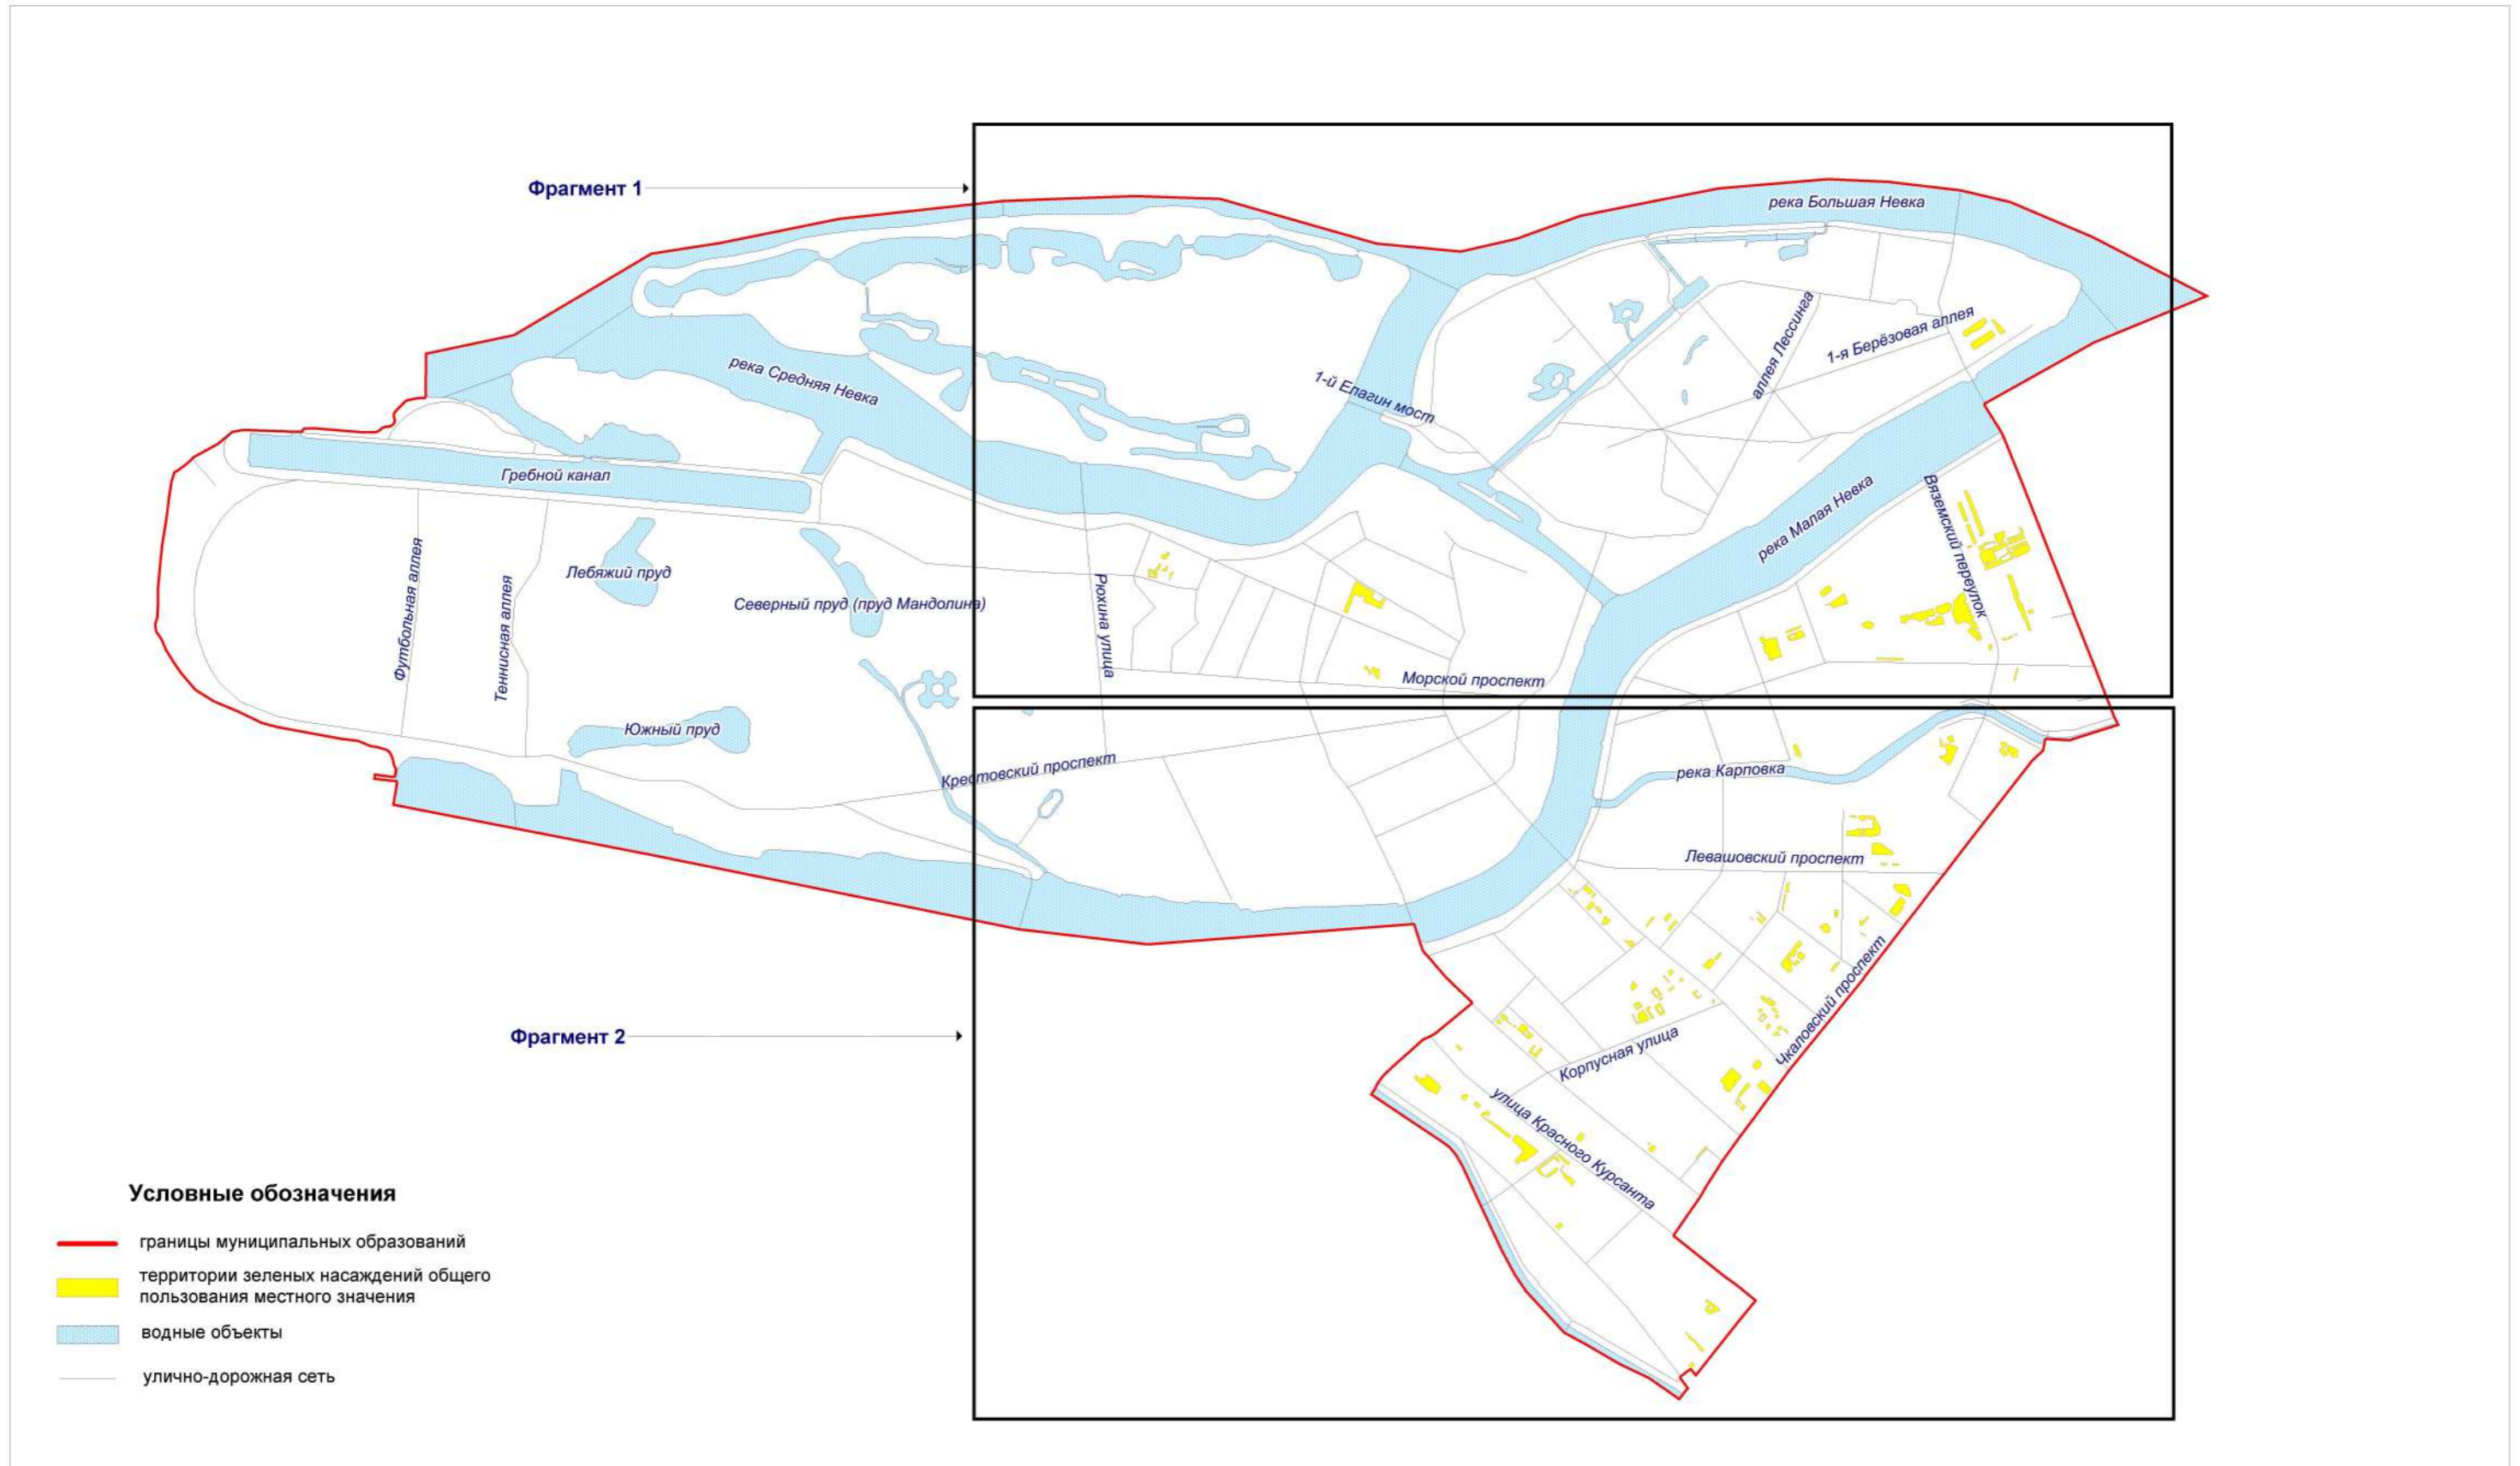 Фрагмент 1
река Большая Невка
аллея Лессинга
1-я Берёзовая аллея
река Средняя Невка
1-й Елагин мост
Гребной канал
река Малая Невка
Вяземский переулок
Футбольная аллея
Теннисная аллея
Лебяжий пруд
Северный пруд (пруд Мандолина)
Рюхина улица
Морской проспект
Южный пруд
Крестовский проспект
река Карповка
Левашовский проспект
Чкаловский проспект
Фрагмент 2
Корпусная улица
улица Красного Курсанта
Условные обозначения
границы муниципальных образований
территории зеленых насаждений общего
пользования местного значения
водные объекты
улично-дорожная сеть